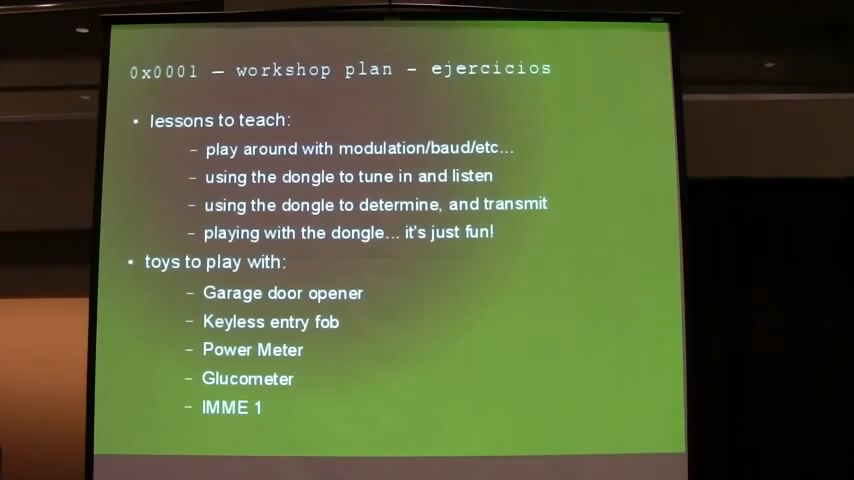 0x0001 – workshop plan – ejercicios
• lessons to teach:
– play around with modulation/baud/etc...
– using the dongle to tune in and listen
– using the dongle to determine, and transmit
– playing with the dongle... it's just fun!
• toys to play with:
– Garage door opener
– Keyless entry fob
– Power Meter
– Glucometer
– IMME 1